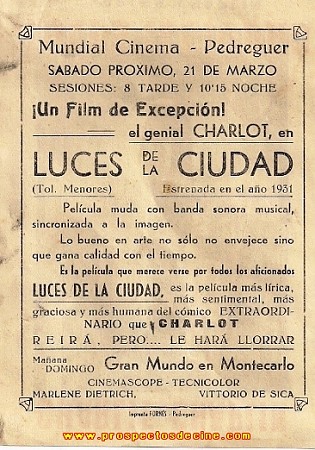 Mundial Cinema - Pedreguer
SABADO PROXIMO, 21 DE MARZO
SESIONES: 8 TARDE y 10'15 NOCHE
¡Un Film de Excepción!
el genial CHARLOT, en
LUCES DE LA CIUDAD
(Tol. Menores) Estrenada en el año 1931
Película muda con banda sonora musical,
sincronizada a la imagen.
Lo bueno en arte no sólo no envejece sino
que gana calidad con el tiempo.
Es la película que merece verse por todos los aficionados
LUCES DE LA CIUDAD, es la película más lírica,
más sentimental, más
graciosa y más humana del cómico EXTRAORDI-
NARIO que CHARLOT
REIRÁ, PERO.... LE HARÁ LLORRAR
Mañana DOMINGO Gran Mundo en Montecarlo
CINEMASCOPE - TECNICOLOR
MARLENE DIETRICH, VITTORIO DE SICA
Imprenta FORNÉS - Pedreguer
www.prospectosdecine.com